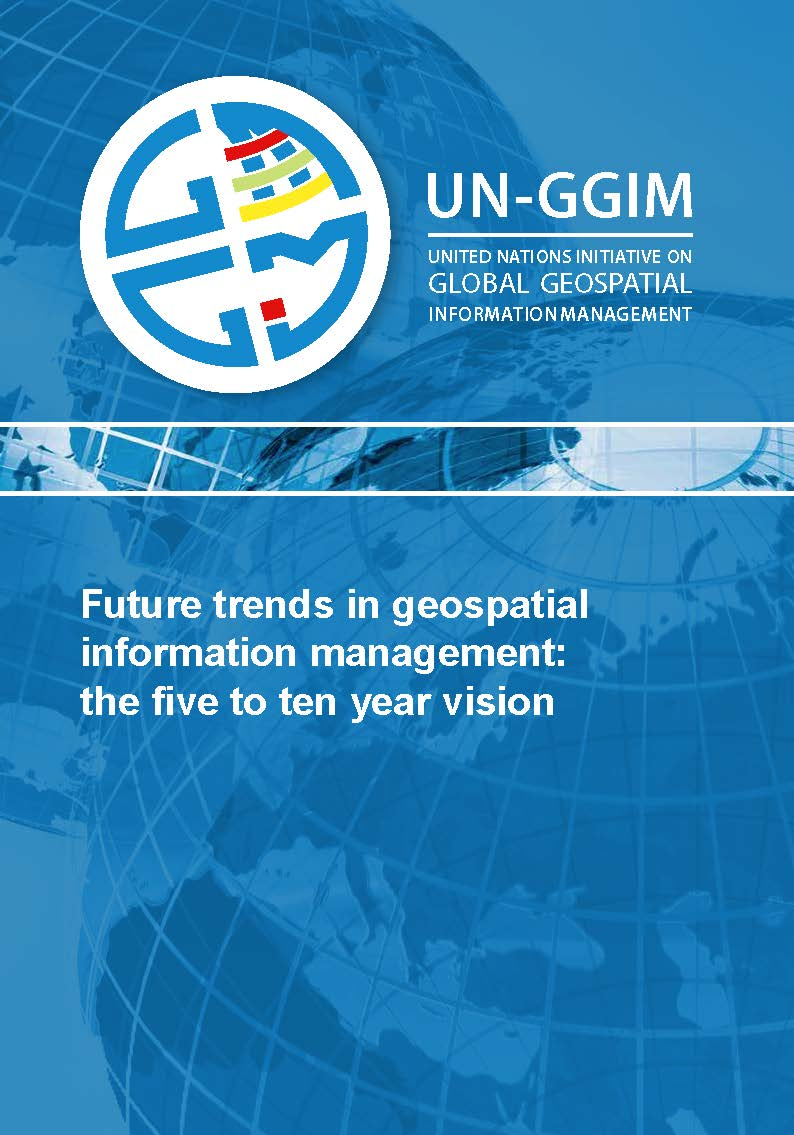 UN-GGIM
UNITED NATIONS INITIATIVE ON
GLOBAL GEOSPATIAL
INFORMATION MANAGEMENT
Future trends in geospatial
information management:
the five to ten year vision